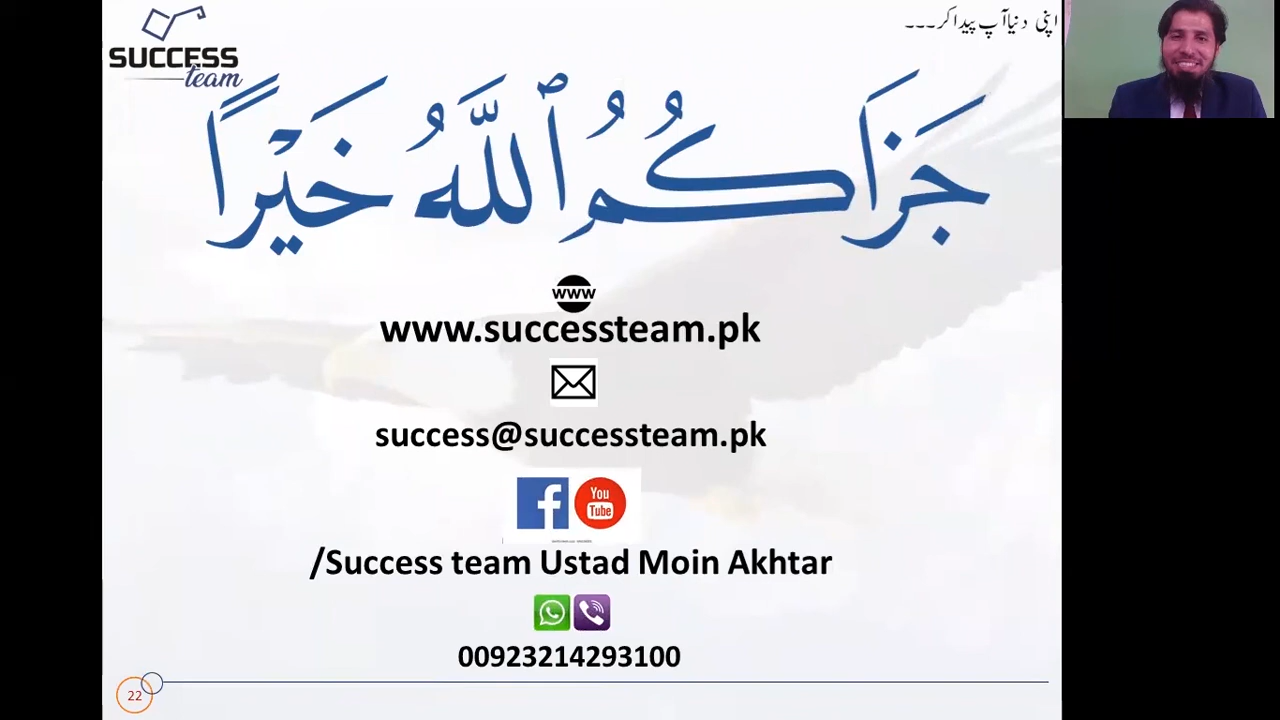 SUCCESS
team
اپنی دنیا آپ پیدا کر...
جَزَاكُمُ ٱللَّهُ خَيْرًا
www
www.successteam.pk
success@successteam.pk
f You
Tube
/Success team Ustad Moin Akhtar
00923214293100
22